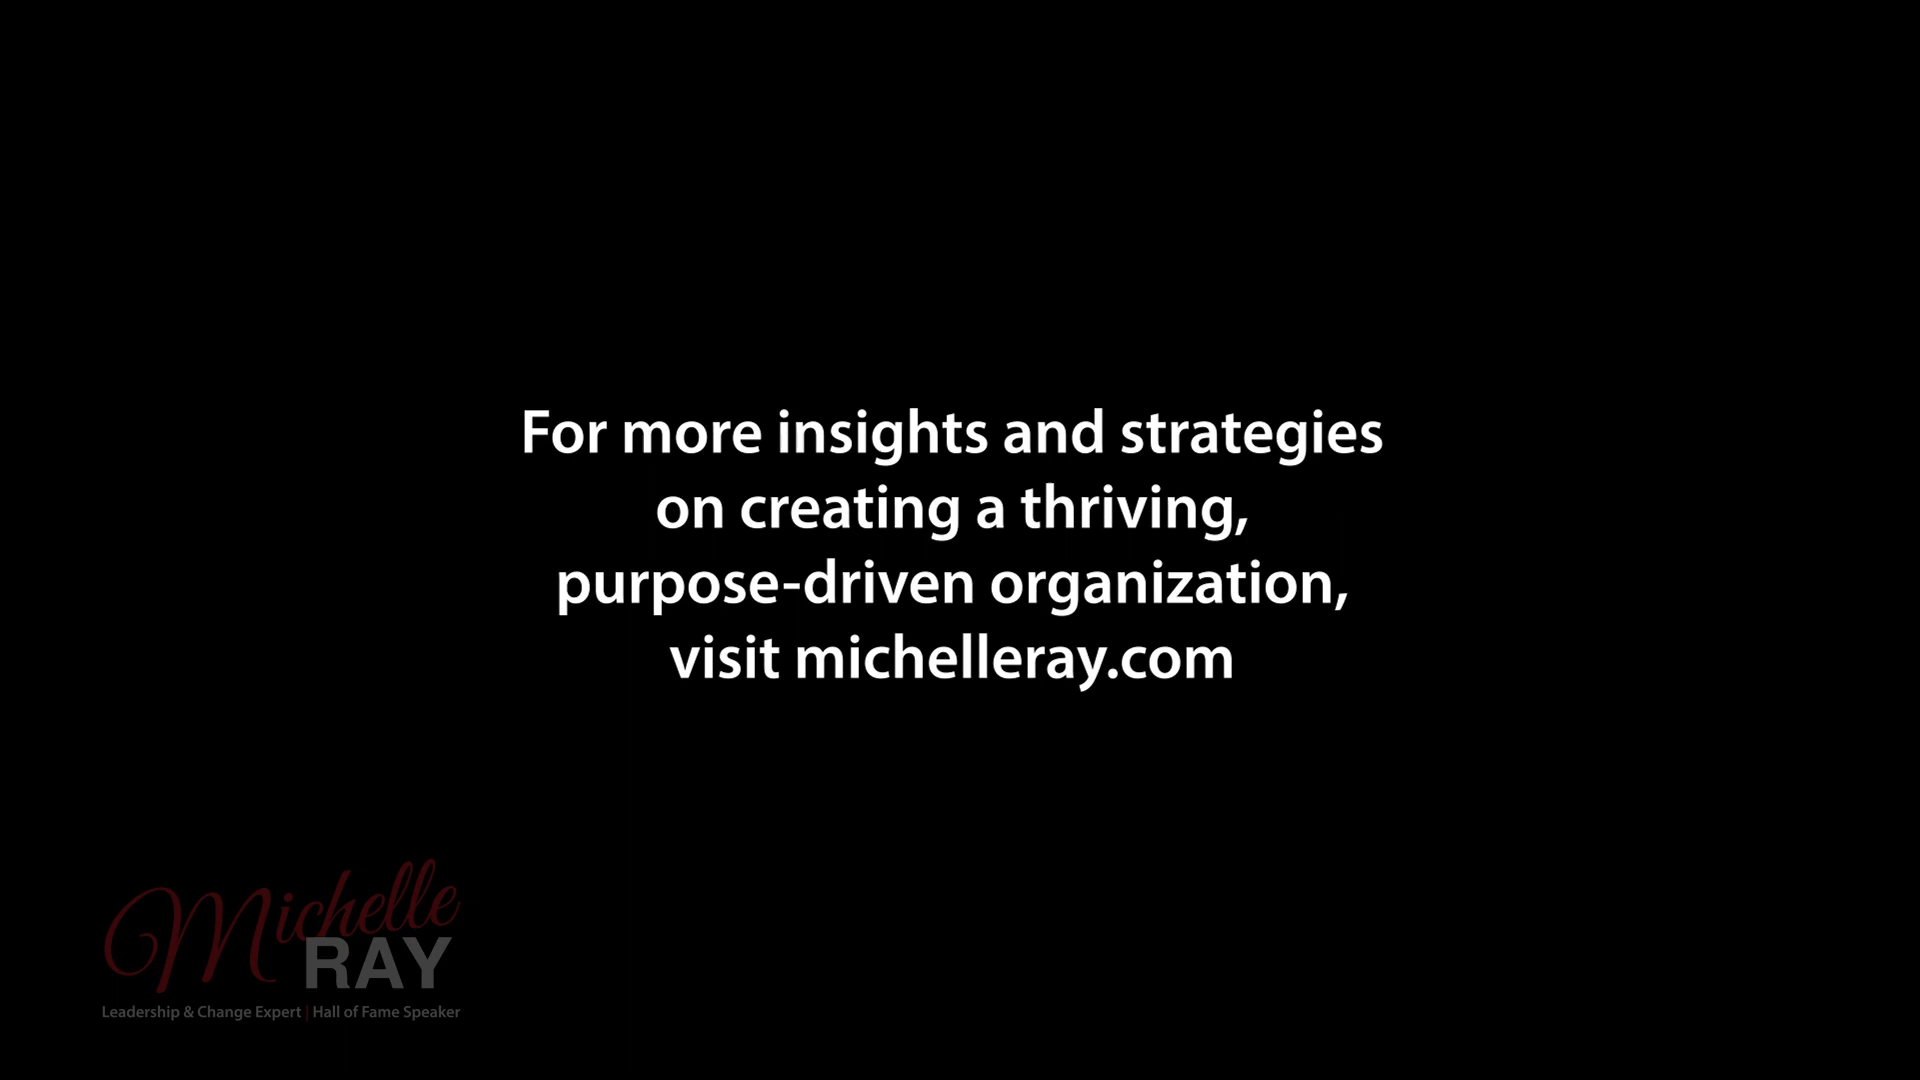 For more insights and strategies
on creating a thriving,
purpose-driven organization,
visit michelleray.com
Michelle
RAY
Leadership & Change Expert | Hall of Fame Speaker